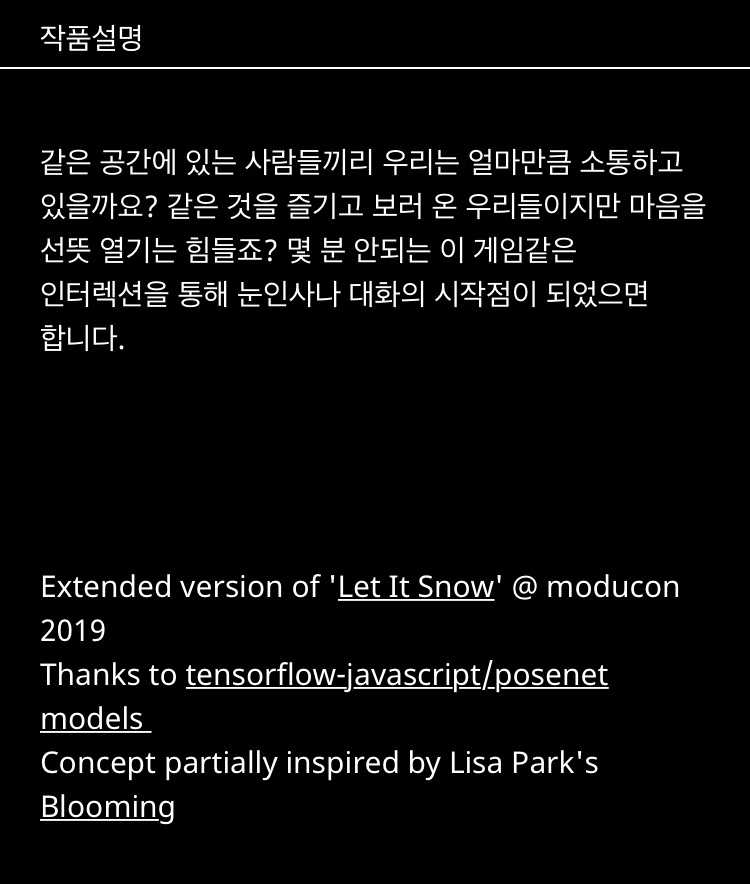 작품설명
같은 공간에 있는 사람들끼리 우리는 얼마만큼 소통하고
있을까요? 같은 것을 즐기고 보러 온 우리들이지만 마음을
선뜻 열기는 힘들죠? 몇 분 안되는 이 게임같은
인터렉션을 통해 눈인사나 대화의 시작점이 되었으면
합니다.
Extended version of 'Let It Snow' @ moducon
2019
Thanks to tensorflow-javascript/posenet
models
Concept partially inspired by Lisa Park's
Blooming